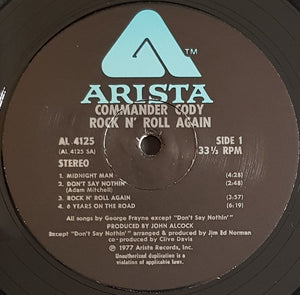 TM
ARISTA
COMMANDER CODY
ROCK N' ROLL AGAIN
AL 4125
(AL 4125 SA)
STEREO
SIDE 1
33⅓ RPM
1. MIDNIGHT MAN (4:28)
2. DON'T SAY NOTHIN' (2:48)
(Adam Mitchell)
3. ROCK N' ROLL AGAIN (3:57)
4. 6 YEARS ON THE ROAD (6:19)
All songs by George Frayne except "Don't Say Nothin'"
PRODUCED BY JOHN ALCOCK
Except "Don't Say Nothin'" arranged & produced by Jim Ed Norman
co-produced by Clive Davis
℗ 1977 Arista Records, Inc.
Unauthorized duplication is a
violation of applicable laws.